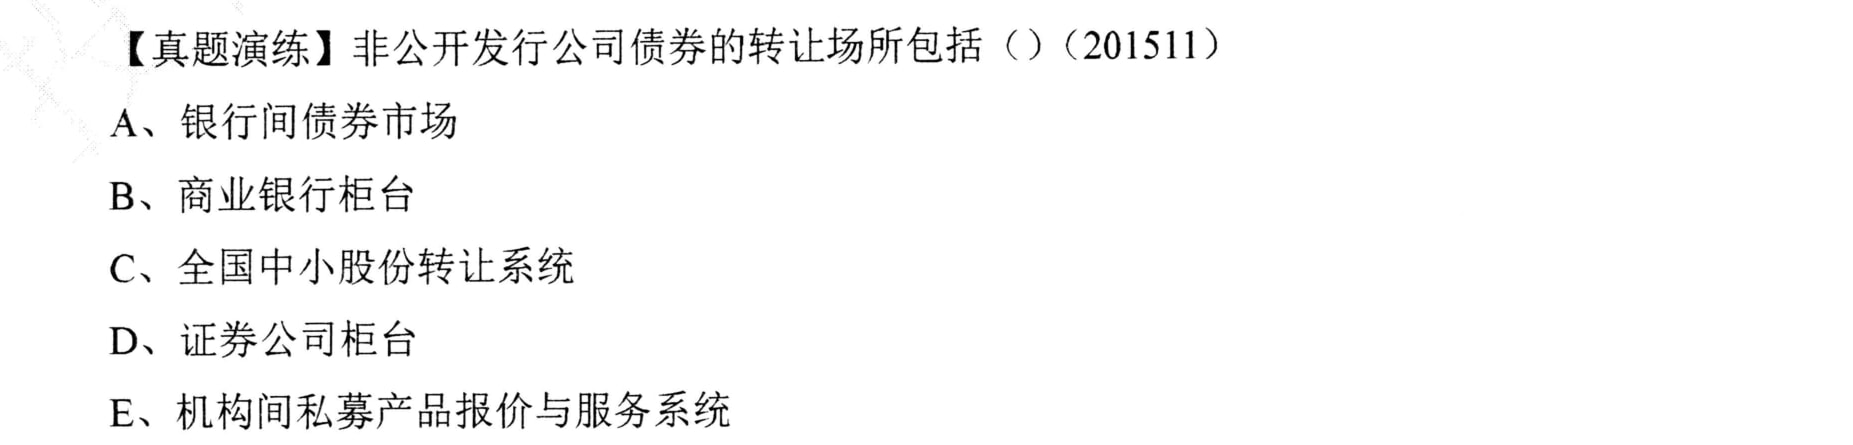 【真题演练】非公开发行公司债券的转让场所包括（）（201511）
A、银行间债券市场
B、商业银行柜台
C、全国中小股份转让系统
D、证券公司柜台
E、机构间私募产品报价与服务系统